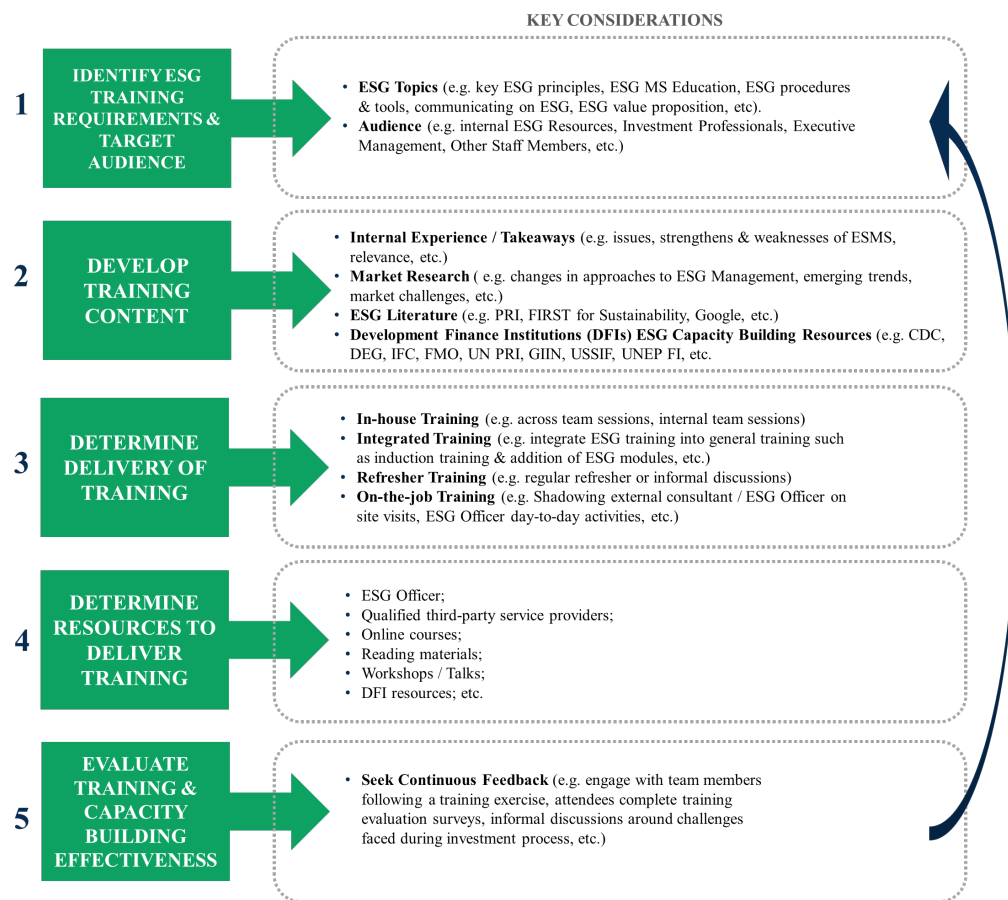 KEY CONSIDERATIONS
1
IDENTIFY ESG
TRAINING
REQUIREMENTS &
TARGET
AUDIENCE
• ESG Topics (e.g. key ESG principles, ESG MS Education, ESG procedures
& tools, communicating on ESG, ESG value proposition, etc).
• Audience (e.g. internal ESG Resources, Investment Professionals, Executive
Management, Other Staff Members, etc.)
2
DEVELOP
TRAINING
CONTENT
• Internal Experience / Takeaways (e.g. issues, strengthens & weaknesses of ESMS,
relevance, etc.)
• Market Research ( e.g. changes in approaches to ESG Management, emerging trends,
market challenges, etc.)
• ESG Literature (e.g. PRI, FIRST for Sustainability, Google, etc.)
• Development Finance Institutions (DFIs) ESG Capacity Building Resources (e.g. CDC,
DEG, IFC, FMO, UN PRI, GIIN, USSIF, UNEP FI, etc.
3
DETERMINE
DELIVERY OF
TRAINING
• In-house Training (e.g. across team sessions, internal team sessions)
• Integrated Training (e.g. integrate ESG training into general training such
as induction training & addition of ESG modules, etc.)
• Refresher Training (e.g. regular refresher or informal discussions)
• On-the-job Training (e.g. Shadowing external consultant / ESG Officer on
site visits, ESG Officer day-to-day activities, etc.)
4
DETERMINE
RESOURCES TO
DELIVER
TRAINING
• ESG Officer;
• Qualified third-party service providers;
• Online courses;
• Reading materials;
• Workshops / Talks;
• DFI resources; etc.
5
EVALUATE
TRAINING &
CAPACITY
BUILDING
EFFECTIVENESS
• Seek Continuous Feedback (e.g. engage with team members
following a training exercise, attendees complete training
evaluation surveys, informal discussions around challenges
faced during investment process, etc.)